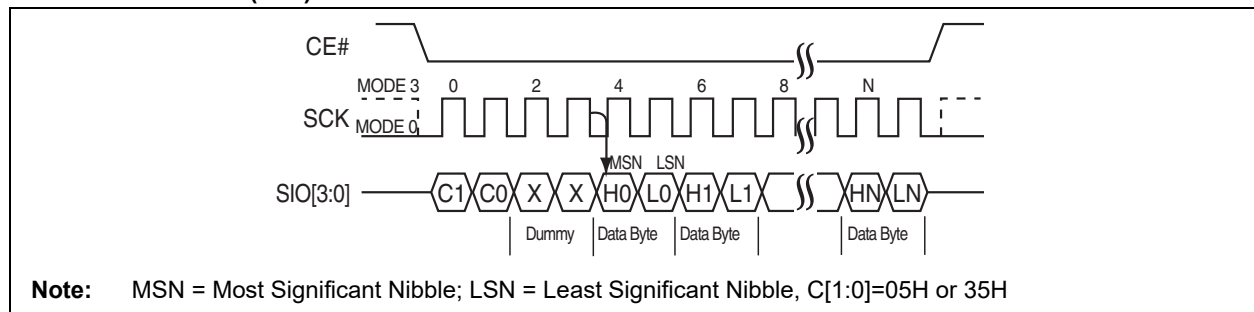 CE#
MODE 3 0 2 4 6 8 N
SCK MODE 0
MSN LSN
SIO[3:0] C1 C0 X X H0 L0 H1 L1 HN LN
Dummy Data Byte Data Byte Data Byte
Note: MSN = Most Significant Nibble; LSN = Least Significant Nibble, C[1:0]=05H or 35H